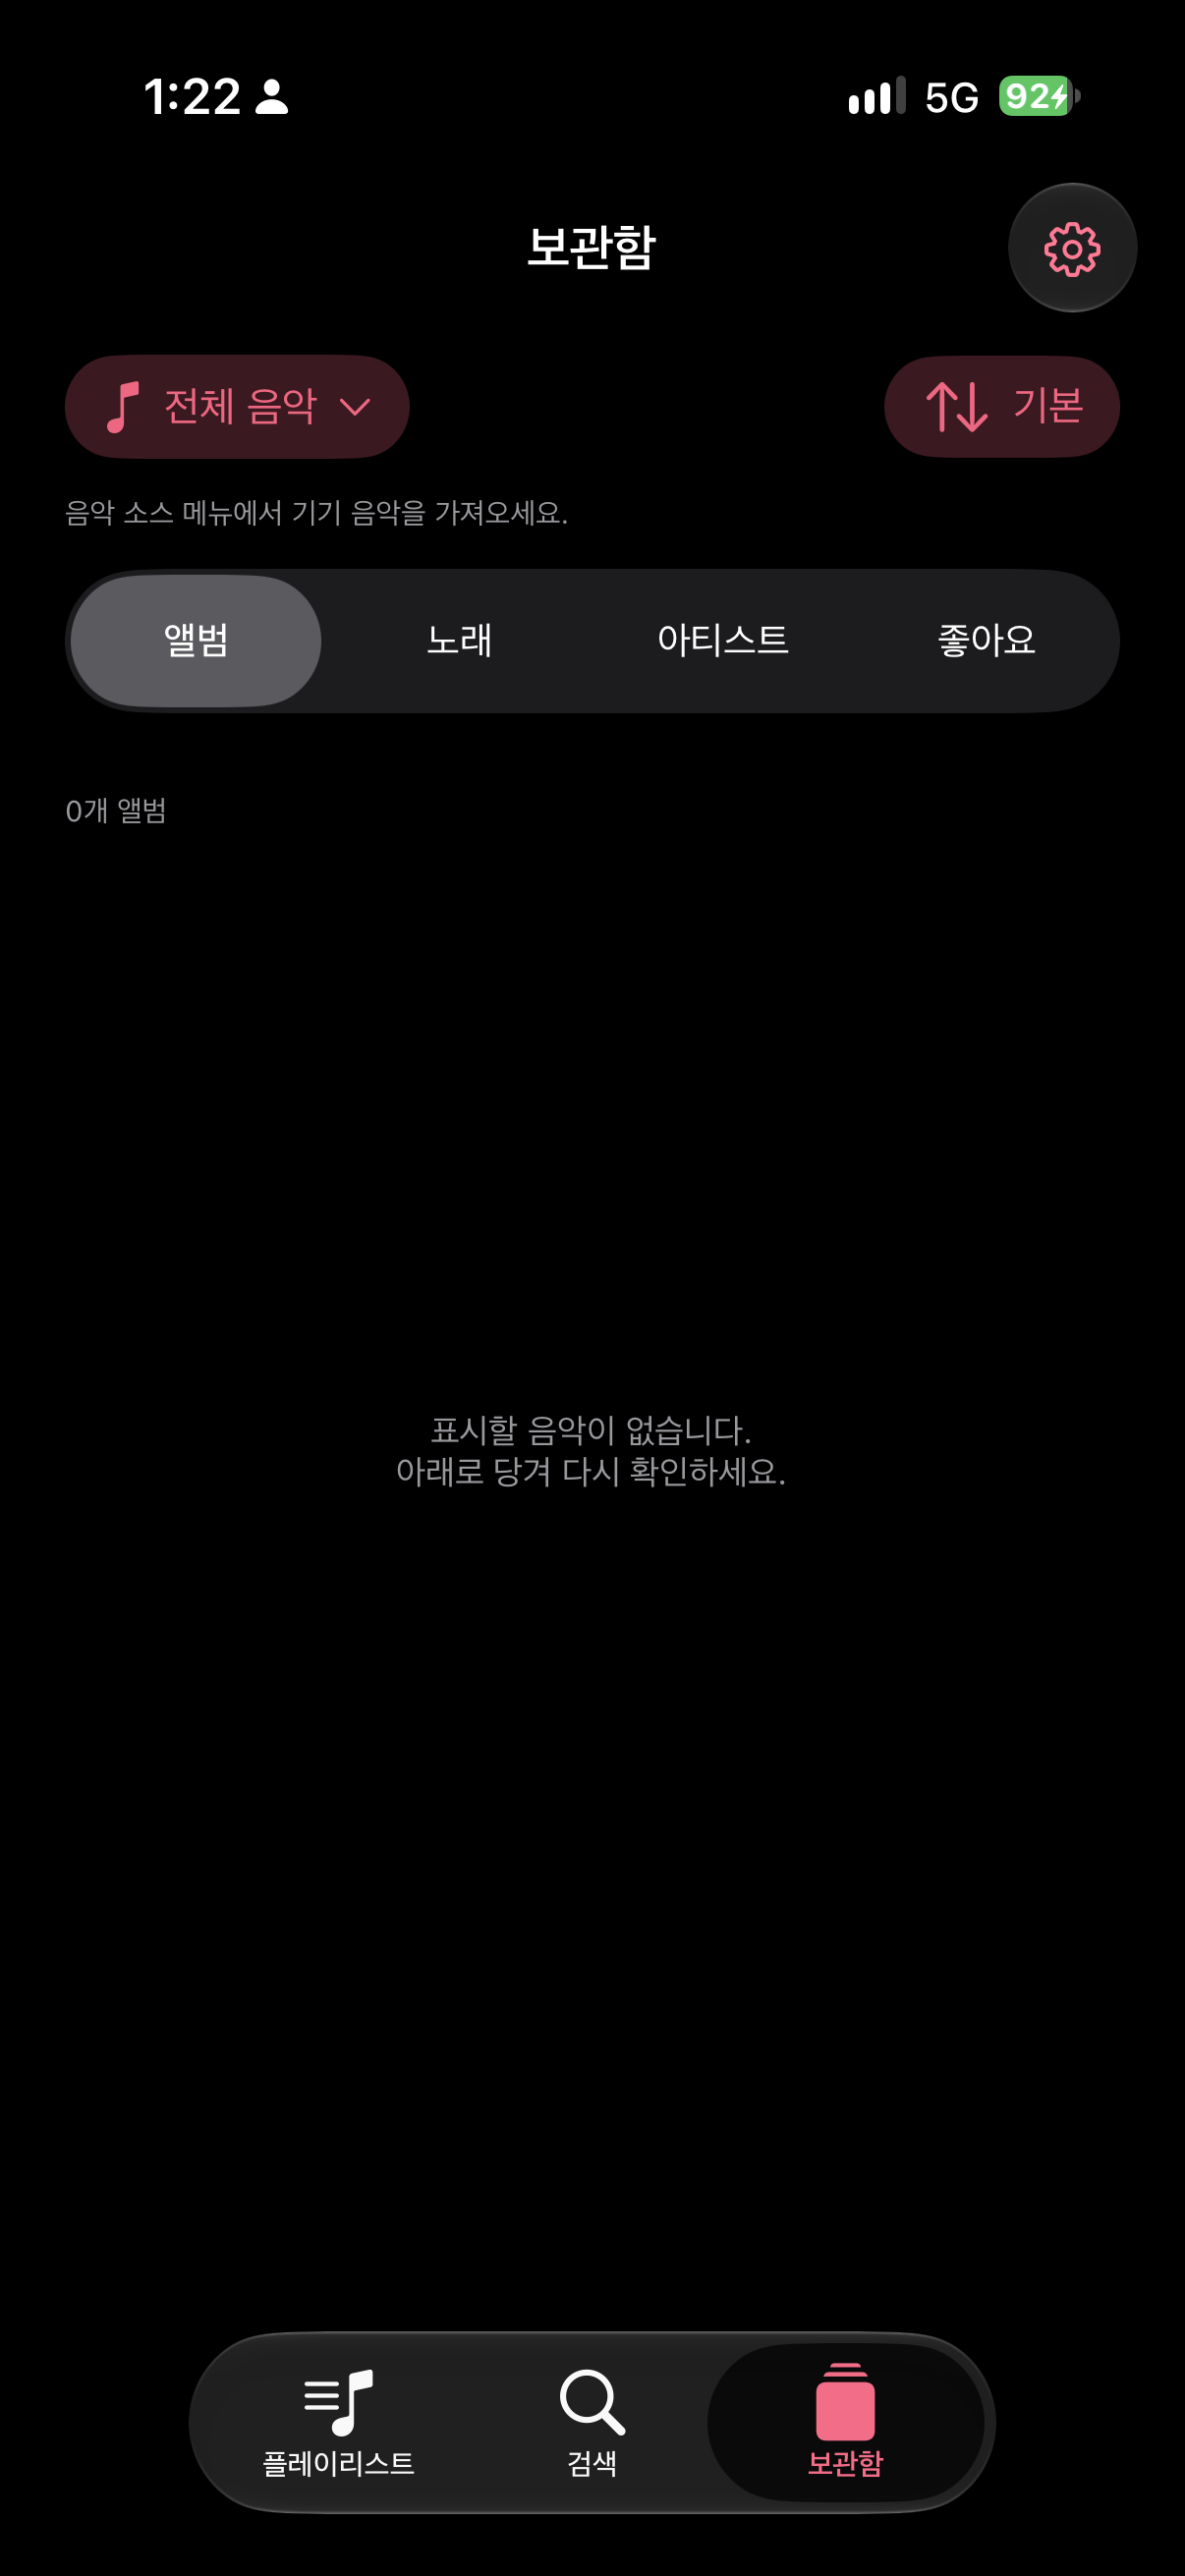 1:22
5G
92
보관함
전체 음악
기본
음악 소스 메뉴에서 기기 음악을 가져오세요.
앨범
노래
아티스트
좋아요
0개 앨범
표시할 음악이 없습니다.
아래로 당겨 다시 확인하세요.
플레이리스트
검색
보관함